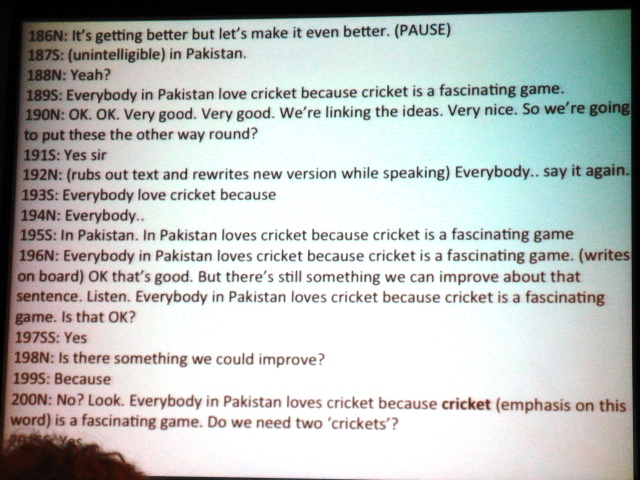 186N: It's getting better but let's make it even better. (PAUSE)
187S: (unintelligible) in Pakistan.
188N: Yeah?
189S: Everybody in Pakistan love cricket because cricket is a fascinating game.
190N: OK. OK. Very good. Very good. We're linking the ideas. Very nice. So we're going
to put these the other way round?
191S: Yes sir
192N: (rubs out text and rewrites new version while speaking) Everybody.. say it again.
193S: Everybody love cricket because
194N: Everybody..
195S: In Pakistan. In Pakistan loves cricket because cricket is a fascinating game
196N: Everybody in Pakistan loves cricket because cricket is a fascinating game. (writes
on board) OK that's good. But there's still something we can improve about that
sentence. Listen. Everybody in Pakistan loves cricket because cricket is a fascinating
game. Is that OK?
197SS: Yes
198N: Is there something we could improve?
199S: Because
200N: No? Look. Everybody in Pakistan loves cricket because cricket (emphasis on this
word) is a fascinating game. Do we need two 'crickets'?
Yes